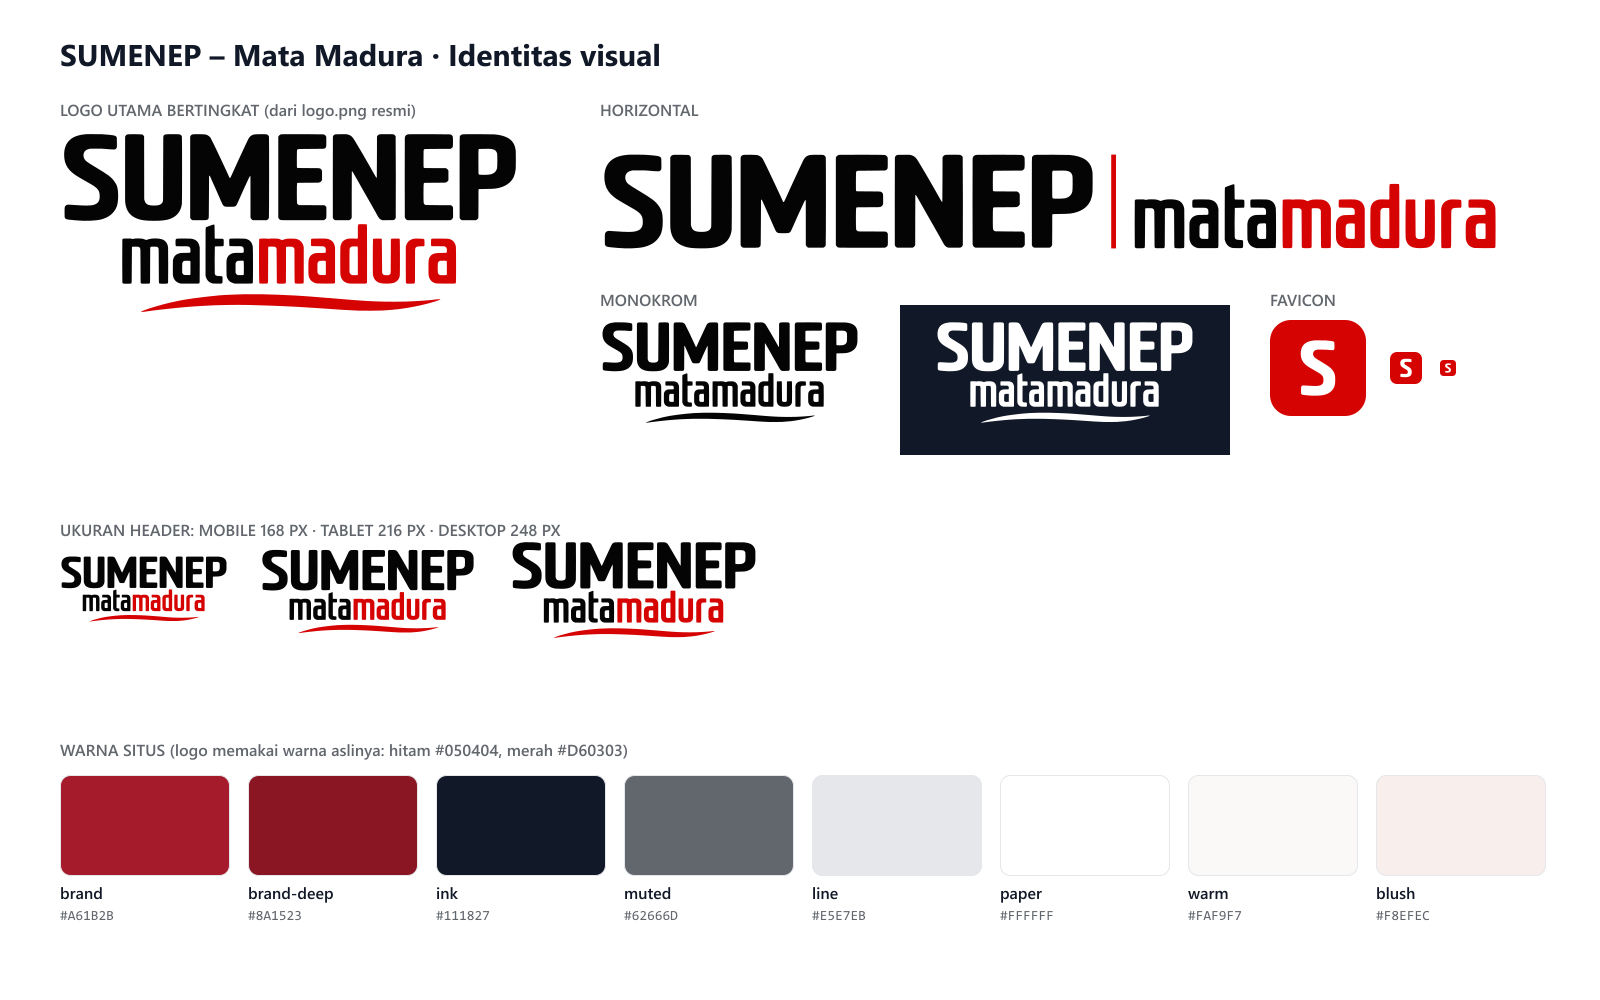 SUMENEP – Mata Madura · Identitas visual
LOGO UTAMA BERTINGKAT (dari logo.png resmi)
SUMENEP
matamadura
HORIZONTAL
SUMENEP matamadura
MONOKROM
SUMENEP
matamadura
SUMENEP
matamadura
FAVICON
S S S
UKURAN HEADER: MOBILE 168 PX · TABLET 216 PX · DESKTOP 248 PX
SUMENEP
matamadura
SUMENEP
matamadura
SUMENEP
matamadura
WARNA SITUS (logo memakai warna aslinya: hitam #050404, merah #D60303)
brand
#A61B2B
brand-deep
#8A1523
ink
#111827
muted
#62666D
line
#E5E7EB
paper
#FFFFFF
warm
#FAF9F7
blush
#F8EFEC